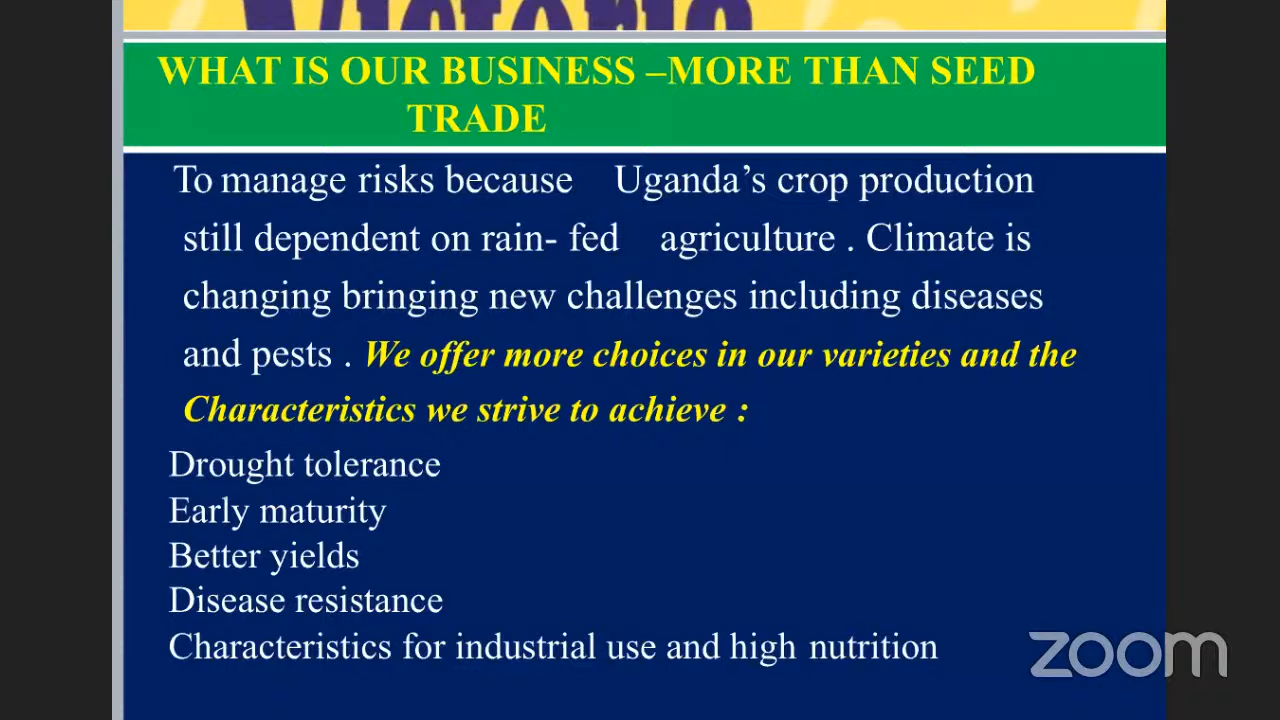 Victoria
WHAT IS OUR BUSINESS –MORE THAN SEED
TRADE
To manage risks because Uganda’s crop production
still dependent on rain- fed agriculture . Climate is
changing bringing new challenges including diseases
and pests . We offer more choices in our varieties and the
Characteristics we strive to achieve :
Drought tolerance
Early maturity
Better yields
Disease resistance
Characteristics for industrial use and high nutrition
zoom